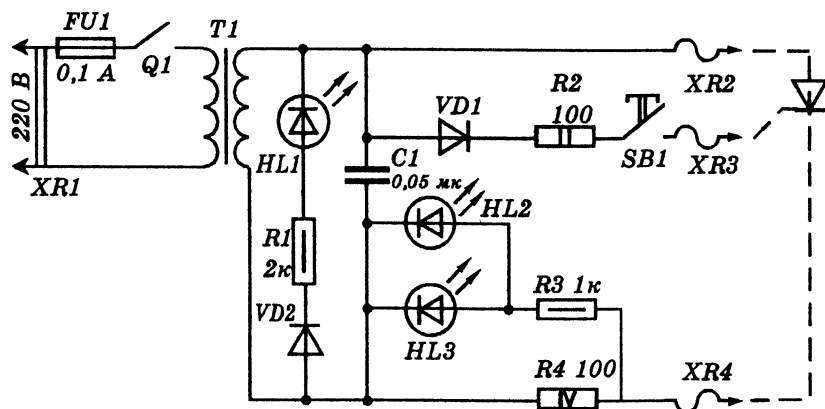 FU1
T1
0,1 А
Q1
220 В
XR1
HL1
R1
2к
VD2
VD1
R2
100
SB1
XR2
XR3
C1
0,05 мк
HL2
HL3
R3 1к
R4 100
XR4